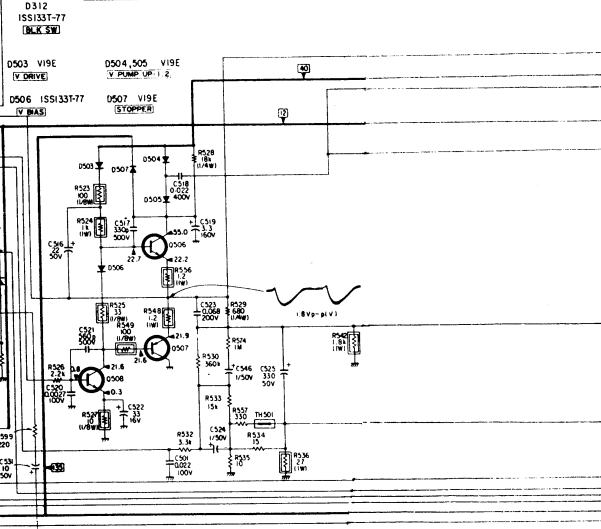 D312
1SS133T-77
BLK SW
D503 V19E
V DRIVE
D504,505 V19E
V PUMP UP 1.2
D506 1SS133T-77
V BIAS
D507 V19E
STOPPER
40
12
D503
D507
D504
R528
18k
(1/4W)
C518
0.022
400V
R523
100
(1/8W)
D505
R524
1k
(1W)
C517
330p
500V
55.0
C519
3.3
160V
C516
22
50V
Q506
22.7
22.2
D506
R556
1.2
(1W)
1.8Vp-p(V)
R525
33
(1/8W)
R548
1.2
(1W)
C523
0.068
200V
R529
680
(1/4W)
C521
560p
500V
R549
100
(1/8W)
21.9
Q507
21.6
R574
1M
R542
1.8k
(1W)
R530
360k
C546
1/50V
C525
330
50V
R526
2.2k
0.8
21.6
Q508
0.3
C520
0.0027
100V
R533
15k
R527
10
(1/8W)
C522
33
16V
R557
330
TH501
C524
1/50V
R534
15
R532
3.3k
599
220
C501
0.022
100V
R535
10
R536
2.7
(1W)
C531
10
50V
35